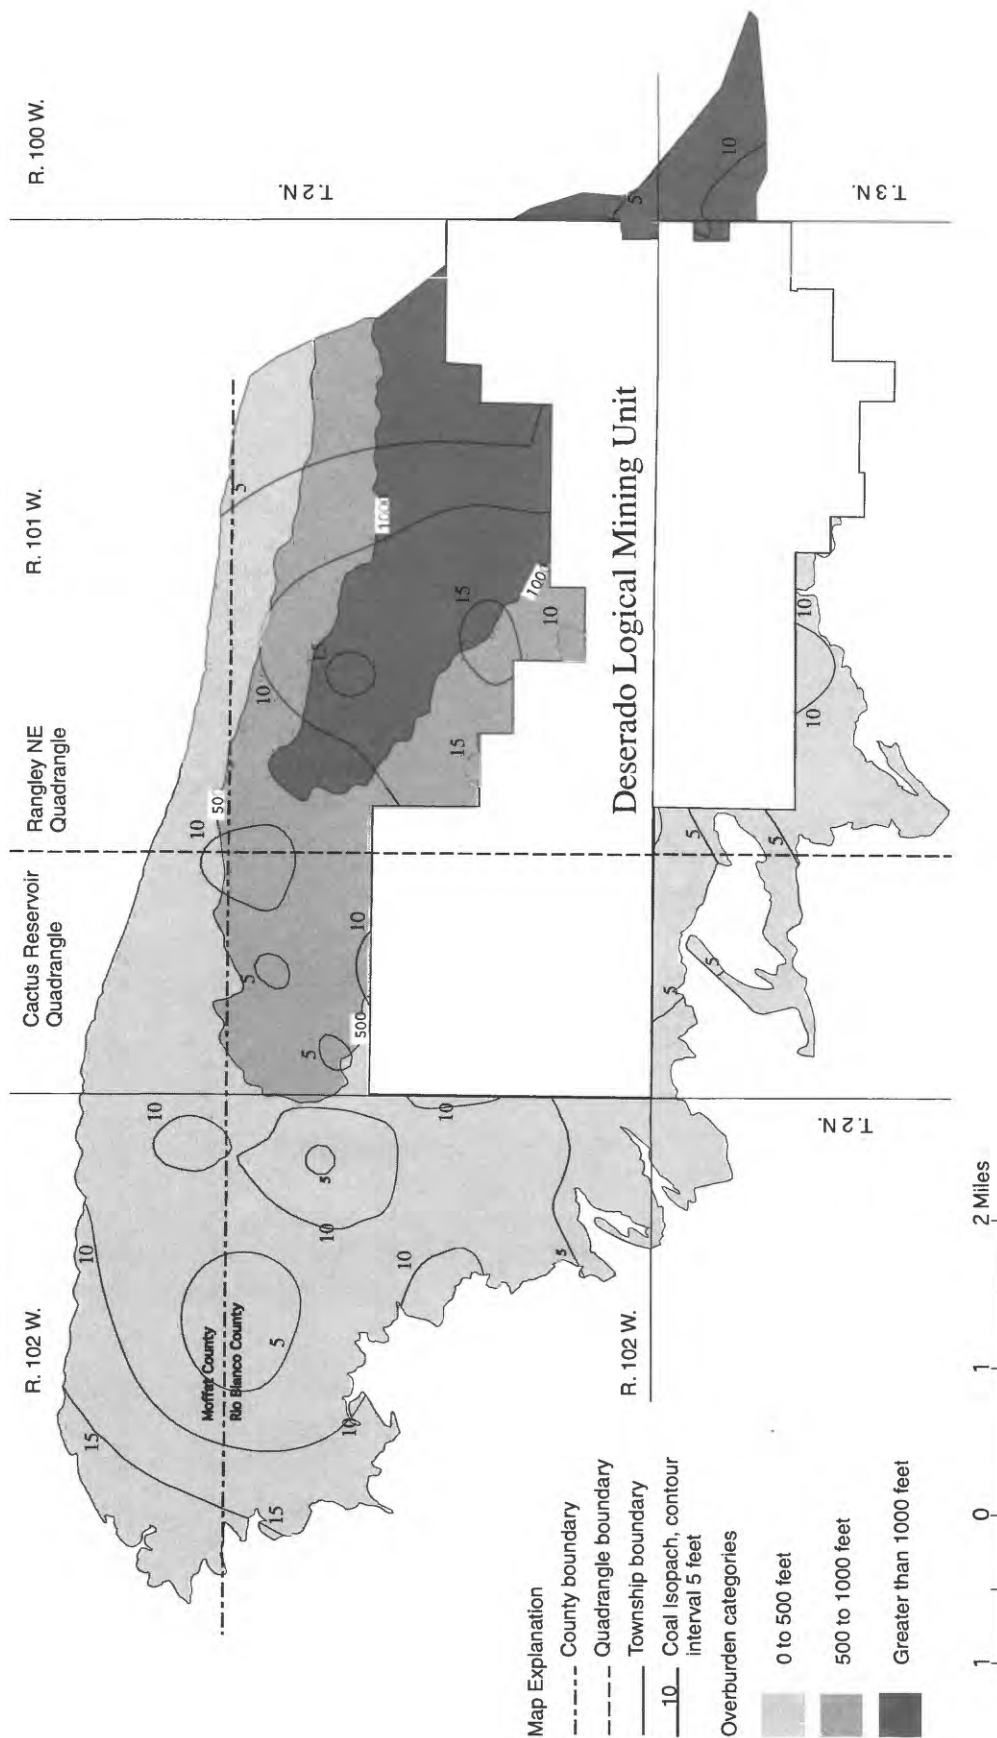 R. 102 W.
Cactus Reservoir
Quadrangle
Rangley NE
Quadrangle
R. 101 W.
R. 100 W.
15
10
10
10
50
5
5
Moffat County
Rio Blanco County
15
10
5
10
5
5
500
10
10
15
1000
T. 2 N.
10
5
15
15
100
10
5
Deserado Logical Mining Unit
R. 102 W.
5
5
5
5
10
10
5
10
T. 2 N.
T. 3 N.
Map Explanation
County boundary
Quadrangle boundary
Township boundary
10
Coal Isopach, contour
interval 5 feet
Overburden categories
0 to 500 feet
500 to 1000 feet
Greater than 1000 feet
1
0
1
2 Miles